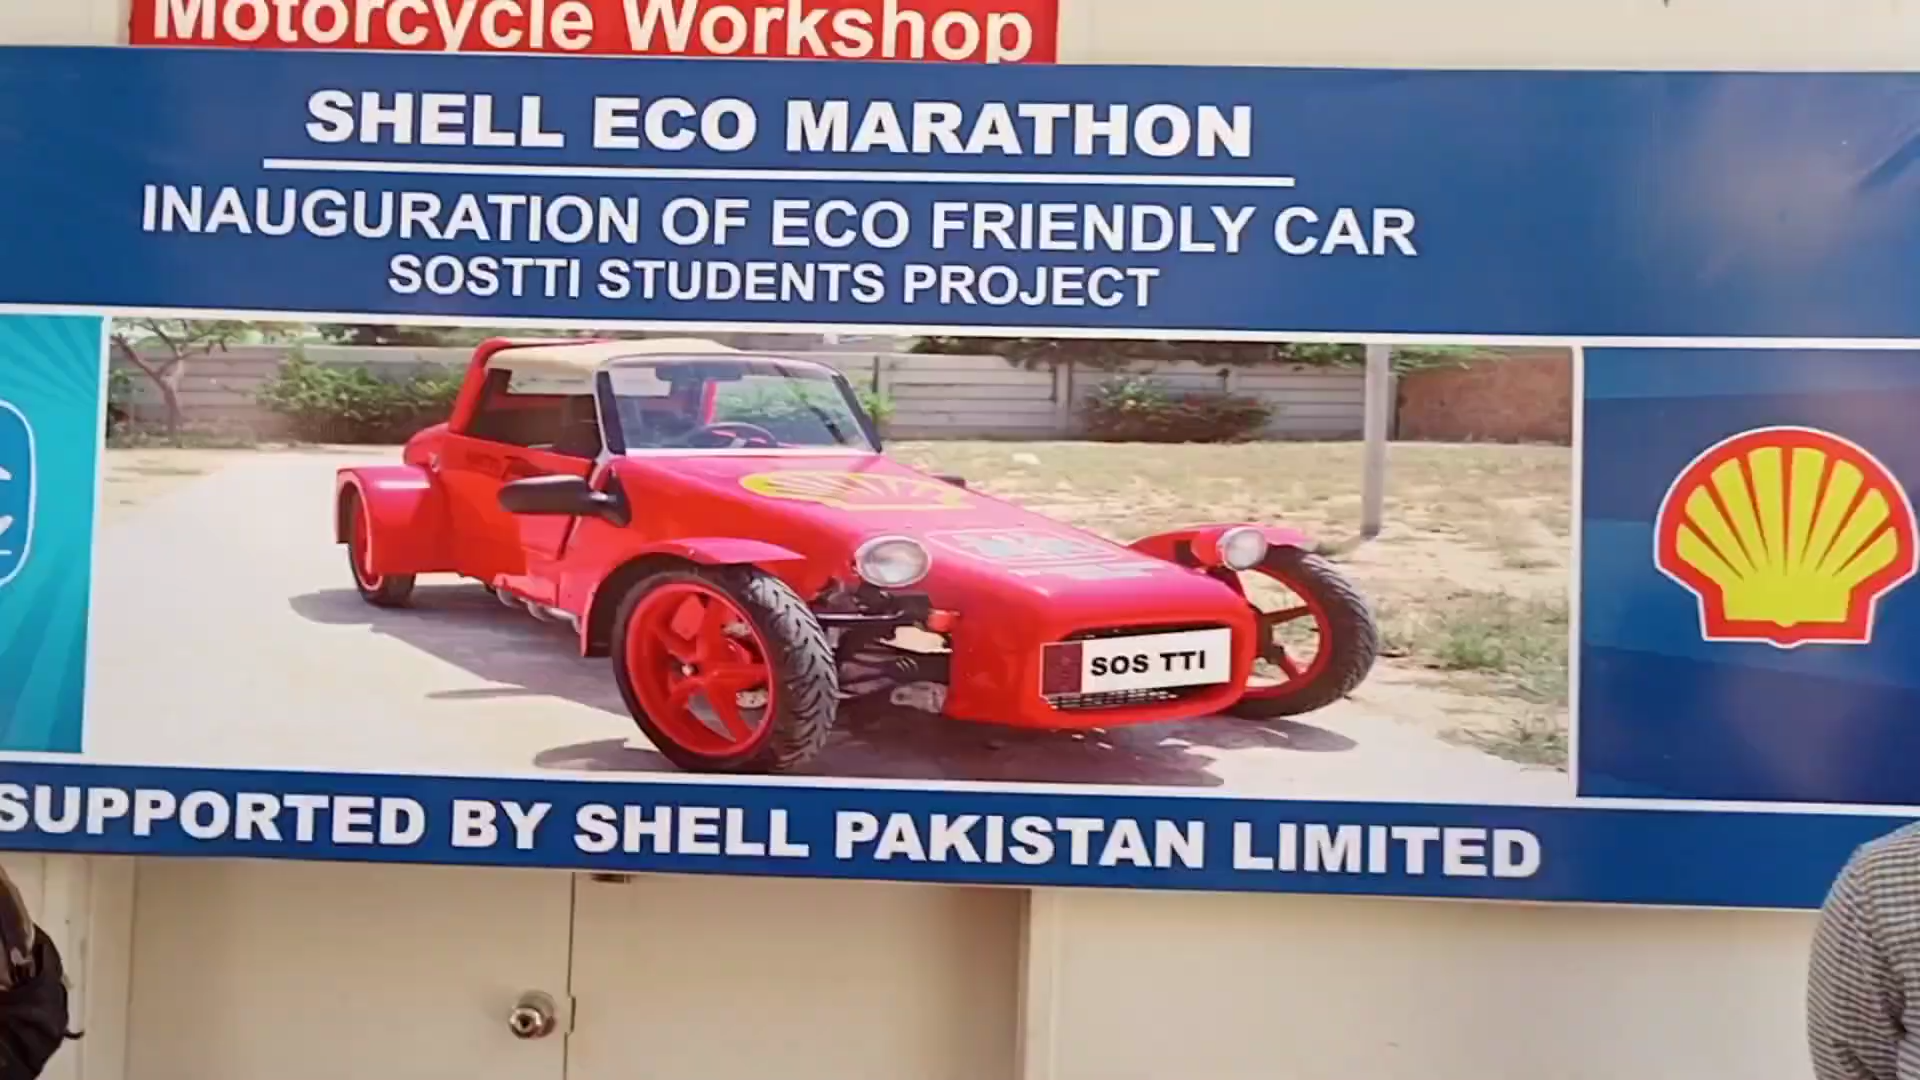 Motorcycle Workshop
SHELL ECO MARATHON
INAUGURATION OF ECO FRIENDLY CAR
SOSTTI STUDENTS PROJECT
SOS TTI
SUPPORTED BY SHELL PAKISTAN LIMITED